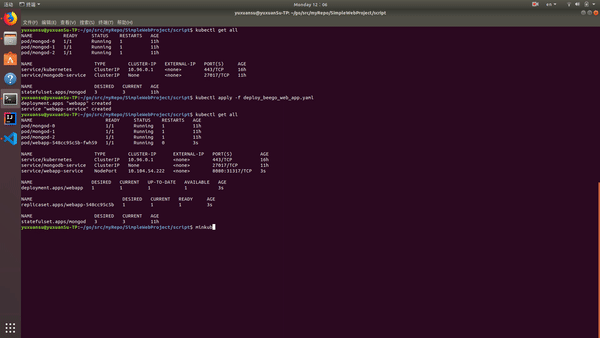 活动 终端 Monday 12 : 06 en
yuxuansu@yuxuanSu-TP: ~/go/src/myRepo/SimpleWebProject/script
文件(F) 编辑(E) 查看(V) 搜索(S) 终端(T) 帮助(H)
yuxuansu@yuxuanSu-TP:~/go/src/myRepo/SimpleWebProject/script$ kubectl get all
NAME READY STATUS RESTARTS AGE
pod/mongod-0 1/1 Running 1 11h
pod/mongod-1 1/1 Running 1 11h
pod/mongod-2 1/1 Running 1 11h
NAME TYPE CLUSTER-IP EXTERNAL-IP PORT(S) AGE
service/kubernetes ClusterIP 10.96.0.1 <none> 443/TCP 16h
service/mongodb-service ClusterIP None <none> 27017/TCP 11h
NAME DESIRED CURRENT AGE
statefulset.apps/mongod 3 3 11h
yuxuansu@yuxuanSu-TP:~/go/src/myRepo/SimpleWebProject/script$ kubectl apply -f deploy_beego_web_app.yaml
deployment.apps "webapp" created
service "webapp-service" created
yuxuansu@yuxuanSu-TP:~/go/src/myRepo/SimpleWebProject/script$ kubectl get all
NAME READY STATUS RESTARTS AGE
pod/mongod-0 1/1 Running 1 11h
pod/mongod-1 1/1 Running 1 11h
pod/mongod-2 1/1 Running 1 11h
pod/webapp-548cc95c5b-fwh59 1/1 Running 0 3s
NAME TYPE CLUSTER-IP EXTERNAL-IP PORT(S) AGE
service/kubernetes ClusterIP 10.96.0.1 <none> 443/TCP 16h
service/mongodb-service ClusterIP None <none> 27017/TCP 11h
service/webapp-service NodePort 10.104.54.222 <none> 8080:31317/TCP 3s
NAME DESIRED CURRENT UP-TO-DATE AVAILABLE AGE
deployment.apps/webapp 1 1 1 1 3s
NAME DESIRED CURRENT READY AGE
replicaset.apps/webapp-548cc95c5b 1 1 1 3s
NAME DESIRED CURRENT AGE
statefulset.apps/mongod 3 3 11h
yuxuansu@yuxuanSu-TP:~/go/src/myRepo/SimpleWebProject/script$ minkub